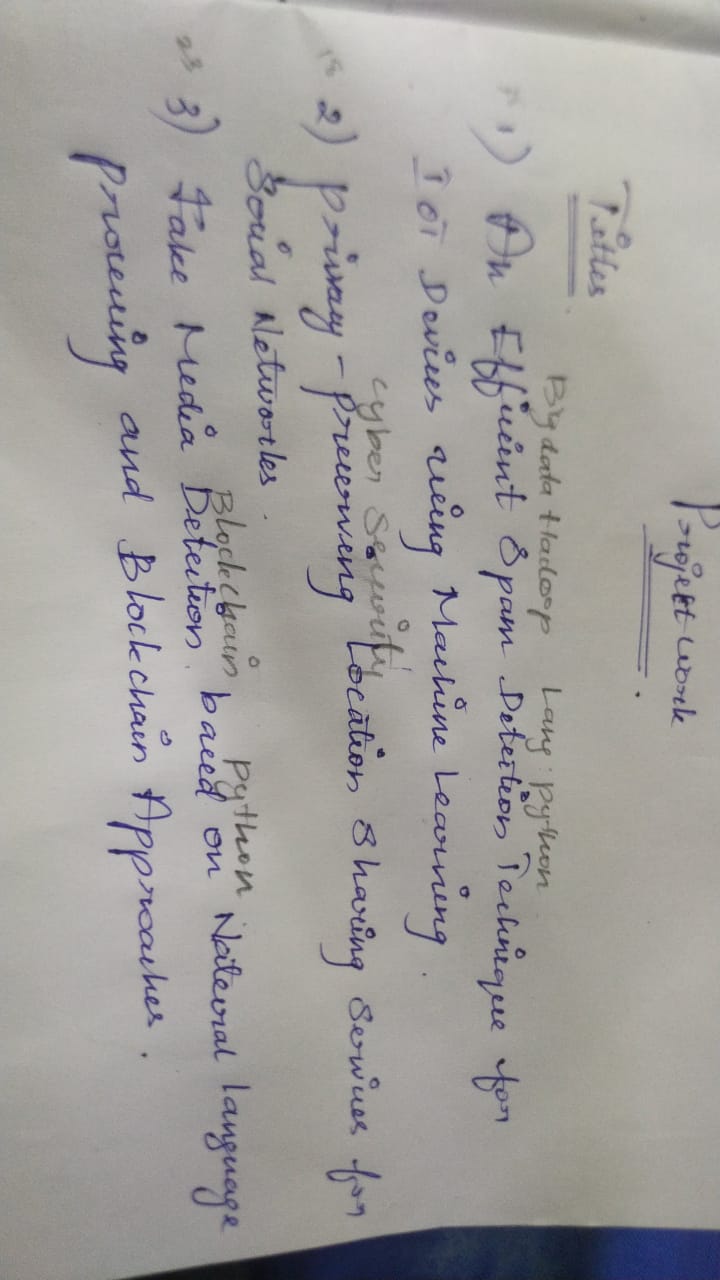 Project work
Titles
Bigdata Hadoop Lang: python
1) An Efficient Spam Detection Technique for
IOT Devices using Machine Learning.
cyber security
2) privacy-preserving Location Sharing Services for
Social Networks.
Blockchain python
3) Fake Media Detection based on Natural language
processing and Blockchain Approaches.